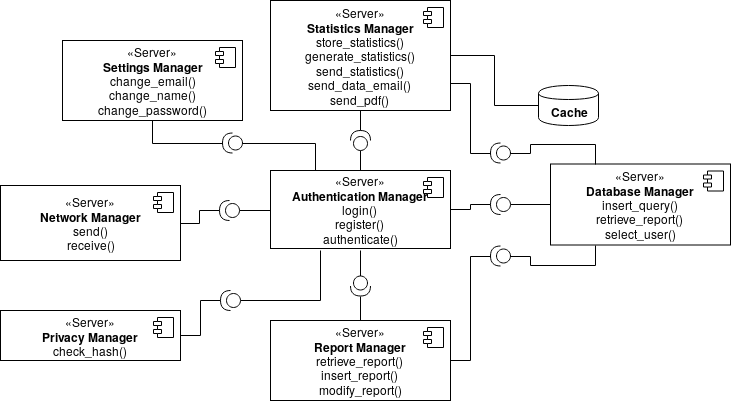 «Server»
Statistics Manager
store_statistics()
generate_statistics()
send_statistics()
send_data_email()
send_pdf()
«Server»
Settings Manager
change_email()
change_name()
change_password()
Cache
«Server»
Authentication Manager
login()
register()
authenticate()
«Server»
Database Manager
insert_query()
retrieve_report()
select_user()
«Server»
Network Manager
send()
receive()
«Server»
Privacy Manager
check_hash()
«Server»
Report Manager
retrieve_report()
insert_report()
modify_report()